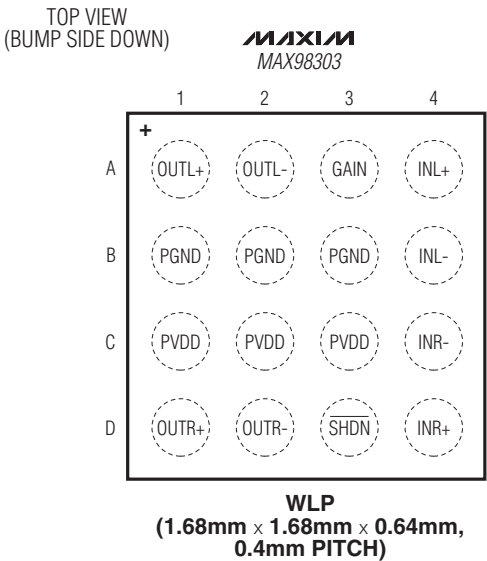 TOP VIEW
(BUMP SIDE DOWN)
MAXIM
MAX98303
1 2 3 4
+
A OUTL+ OUTL- GAIN INL+
B PGND PGND PGND INL-
C PVDD PVDD PVDD INR-
D OUTR+ OUTR- S̅H̅D̅N̅ INR+
WLP
(1.68mm x 1.68mm x 0.64mm,
0.4mm PITCH)